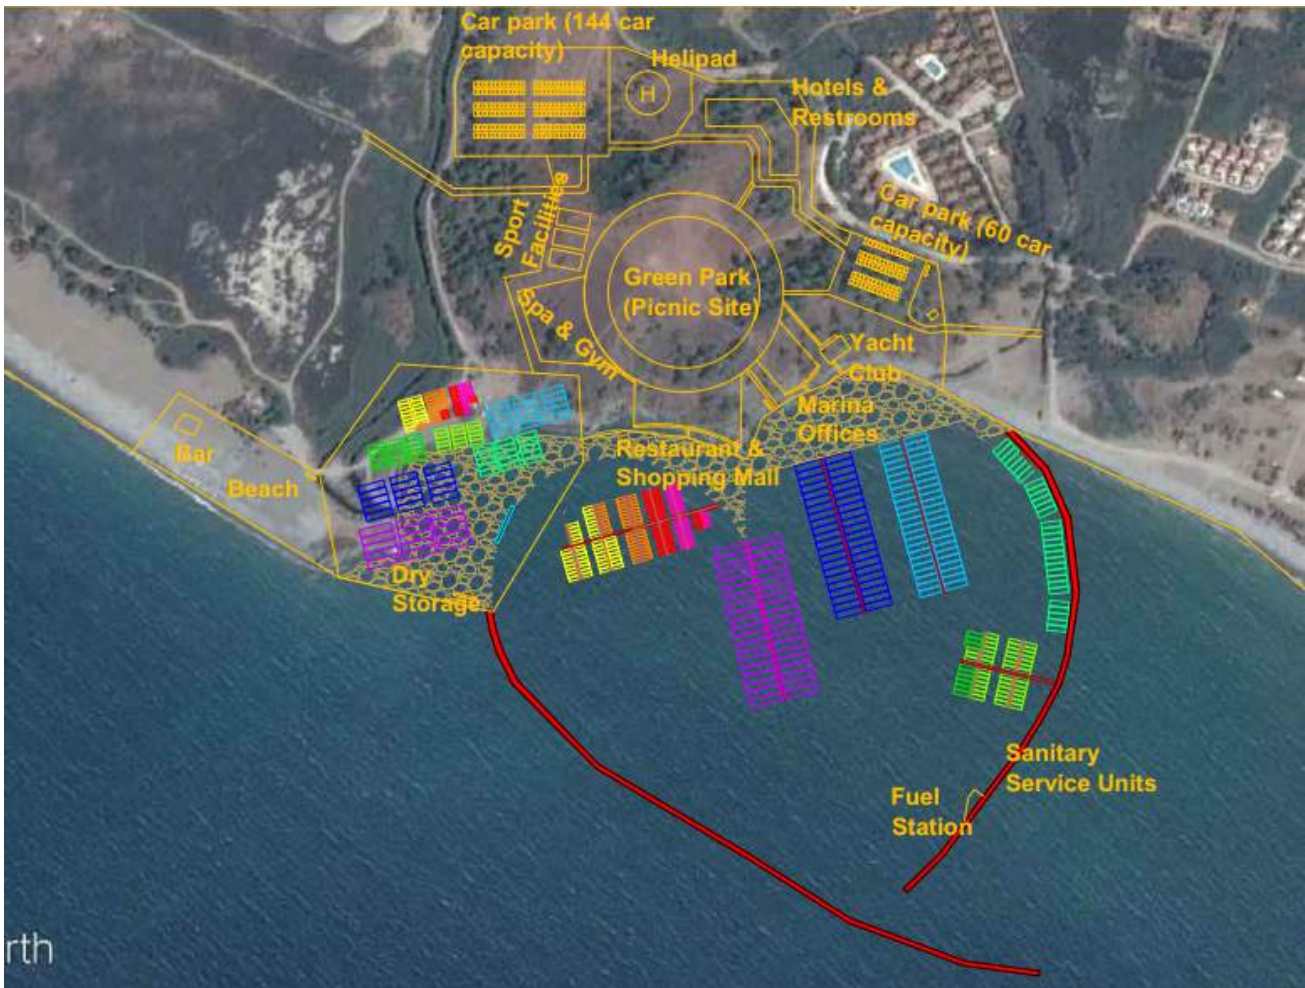 Car park (144 car
capacity)
Helipad
H
Hotels &
Restrooms
Sport
Facilities
Car park (60 car
capacity)
Green Park
(Picnic Site)
Spa & Gym
Yacht
Club
Marina
Offices
Bar
Beach
Restaurant &
Shopping Mall
Dry
Storage
Sanitary
Service Units
Fuel
Station
rth